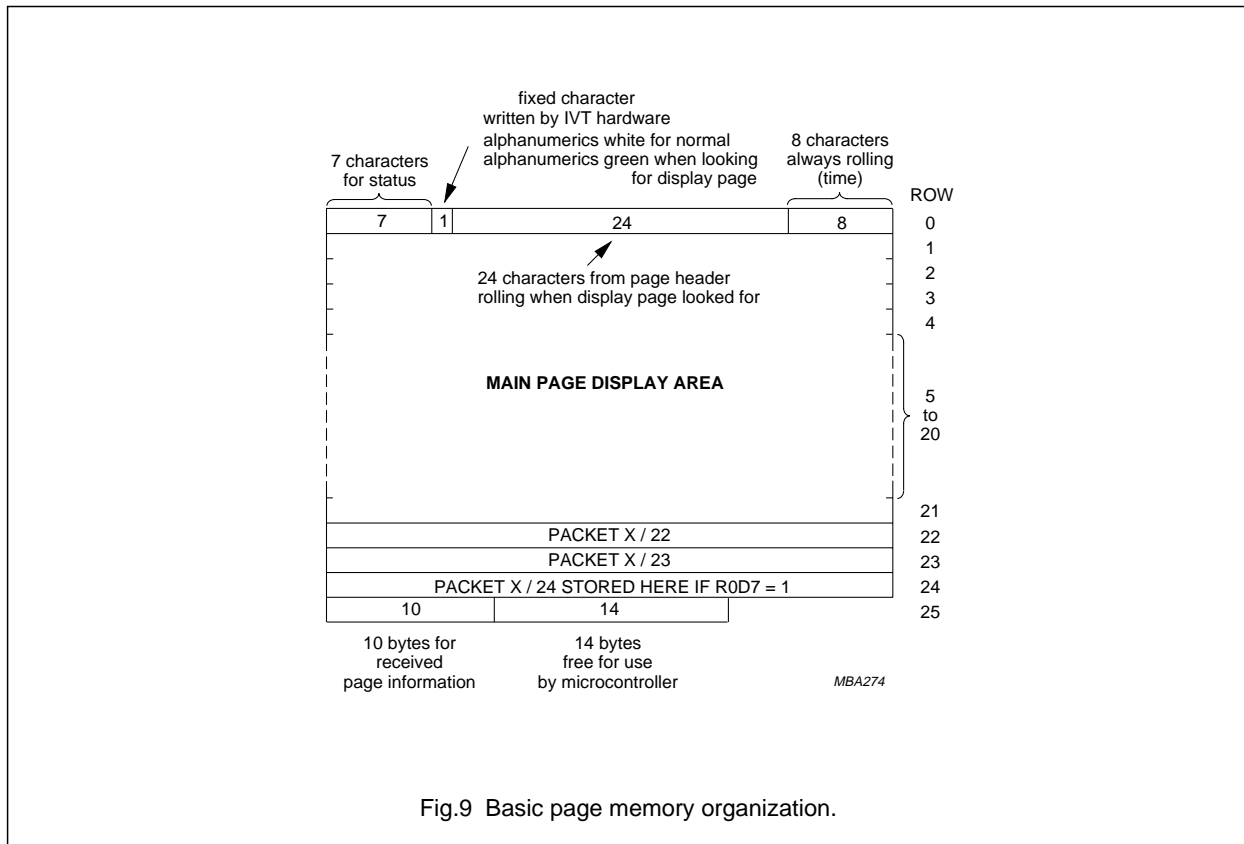 fixed character
written by IVT hardware
alphanumerics white for normal
alphanumerics green when looking
for display page
7 characters
for status
8 characters
always rolling
(time)
ROW
7
1
24
8
0
1
24 characters from page header
rolling when display page looked for
2
3
4
MAIN PAGE DISPLAY AREA
5
to
20
21
PACKET X / 22
22
PACKET X / 23
23
PACKET X / 24 STORED HERE IF R0D7 = 1
24
10
14
25
10 bytes for
received
page information
14 bytes
free for use
by microcontroller
MBA274
Fig.9 Basic page memory organization.